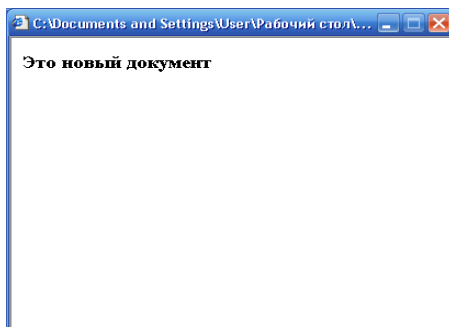 C:\Documents and Settings\User\Рабочий стол\...
Это новый документ